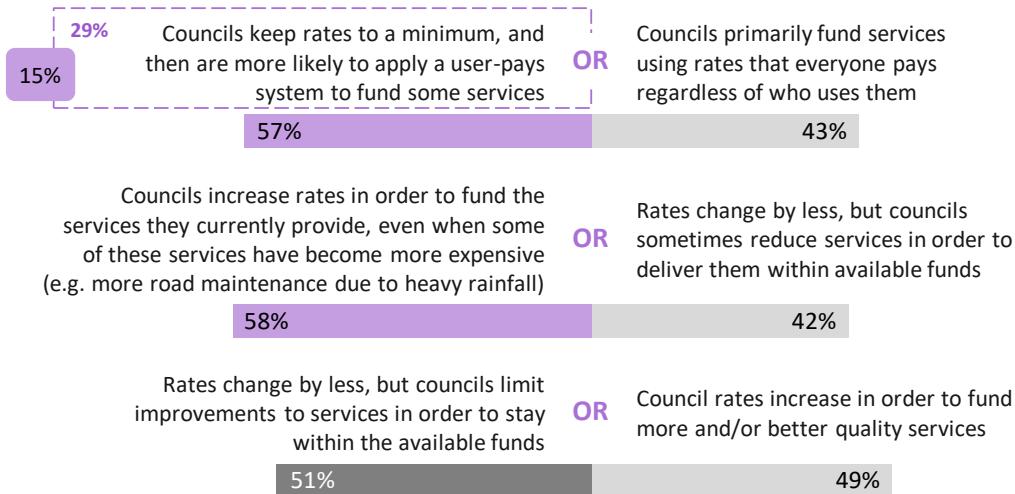 29%
15%
Councils keep rates to a minimum, and
then are more likely to apply a user-pays
system to fund some services
OR
Councils primarily fund services
using rates that everyone pays
regardless of who uses them
57%
43%
Councils increase rates in order to fund the
services they currently provide, even when some
of these services have become more expensive
(e.g. more road maintenance due to heavy rainfall)
OR
Rates change by less, but councils
sometimes reduce services in order to
deliver them within available funds
58%
42%
Rates change by less, but councils limit
improvements to services in order to stay
within the available funds
OR
Council rates increase in order to fund
more and/or better quality services
51%
49%